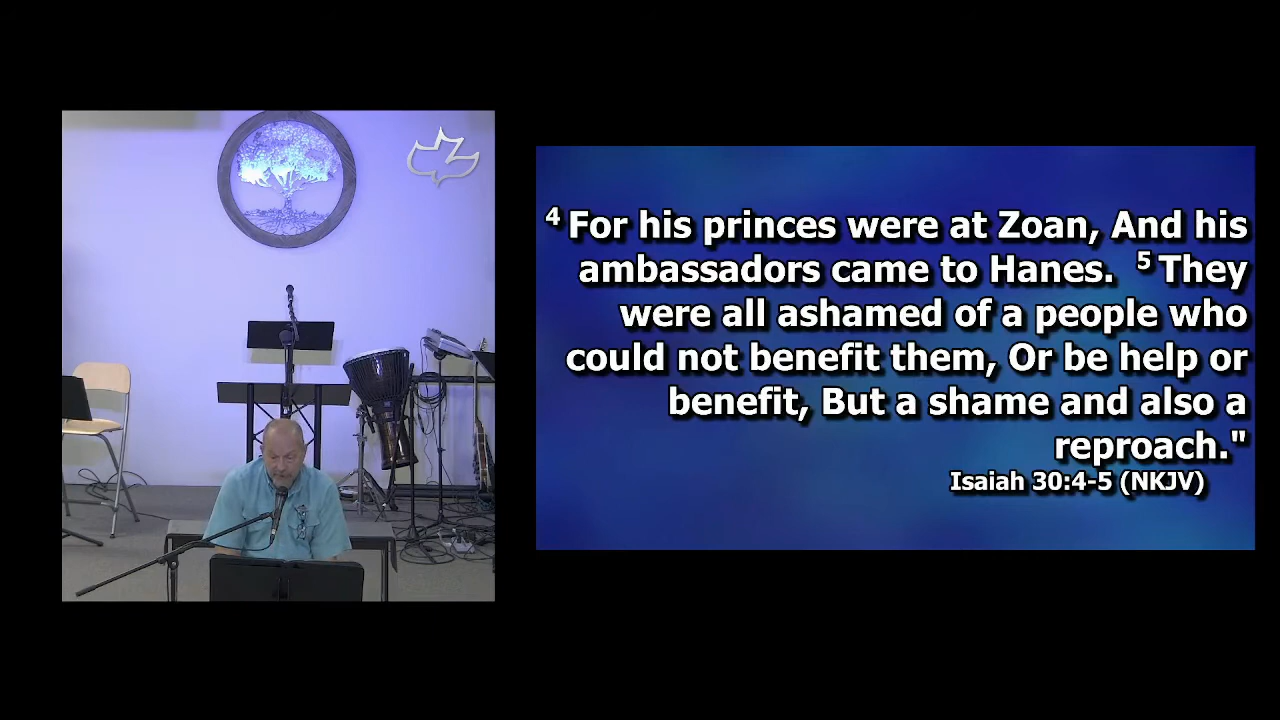 4 For his princes were at Zoan, And his
ambassadors came to Hanes. 5 They
were all ashamed of a people who
could not benefit them, Or be help or
benefit, But a shame and also a
reproach."
Isaiah 30:4-5 (NKJV)